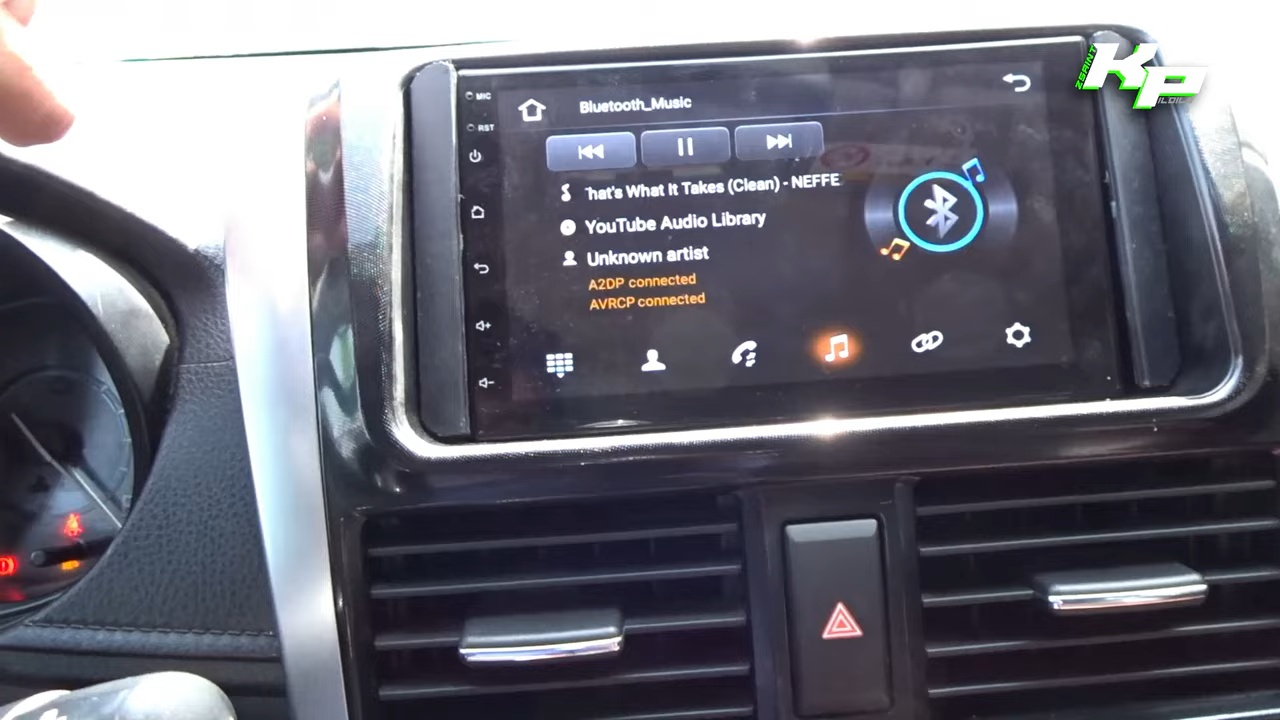 KP
ZSRINT
MIC
Bluetooth_Music
RST
hat's What It Takes (Clean) - NEFFE
YouTube Audio Library
Unknown artist
A2DP connected
AVRCP connected